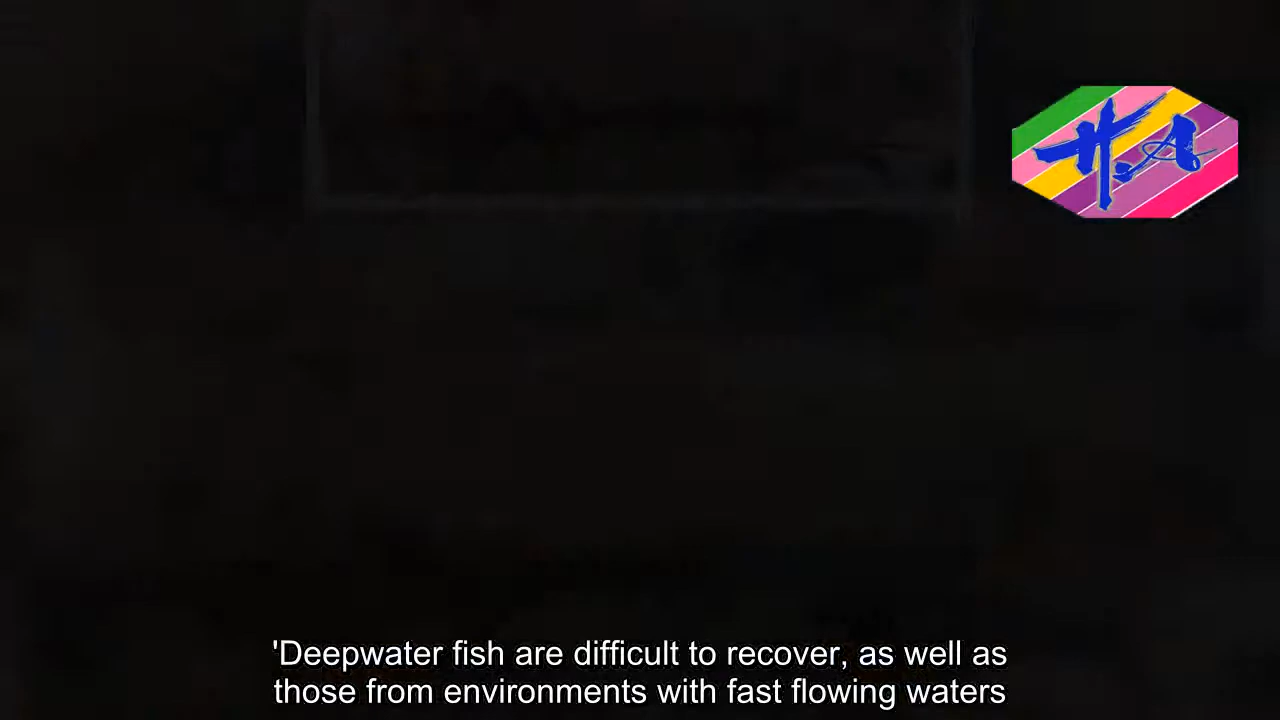 'Deepwater fish are difficult to recover, as well as
those from environments with fast flowing waters